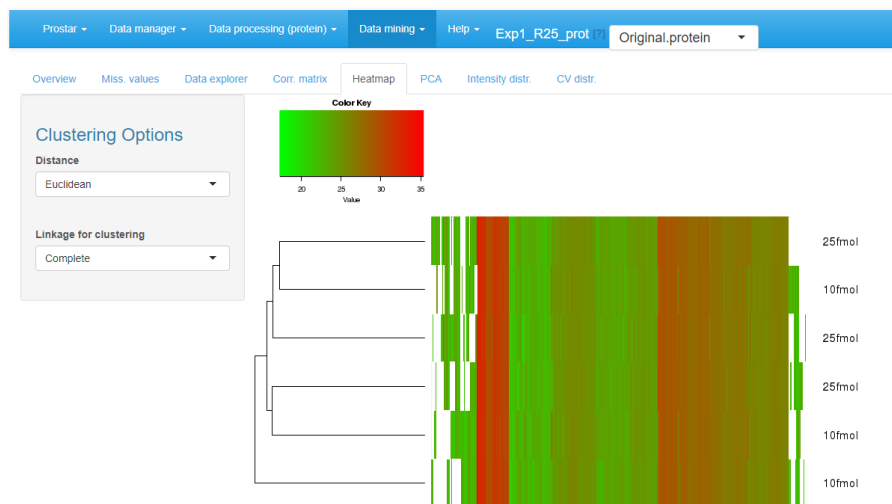 Prostar Data manager Data processing (protein) Data mining Help Exp1_R25_prot [?] Original.protein
Overview Miss. values Data explorer Corr. matrix Heatmap PCA Intensity distr. CV distr.
Clustering Options
Distance
Euclidean
Linkage for clustering
Complete
Color Key
20 25 30 35
Value
25fmol
10fmol
25fmol
25fmol
10fmol
10fmol